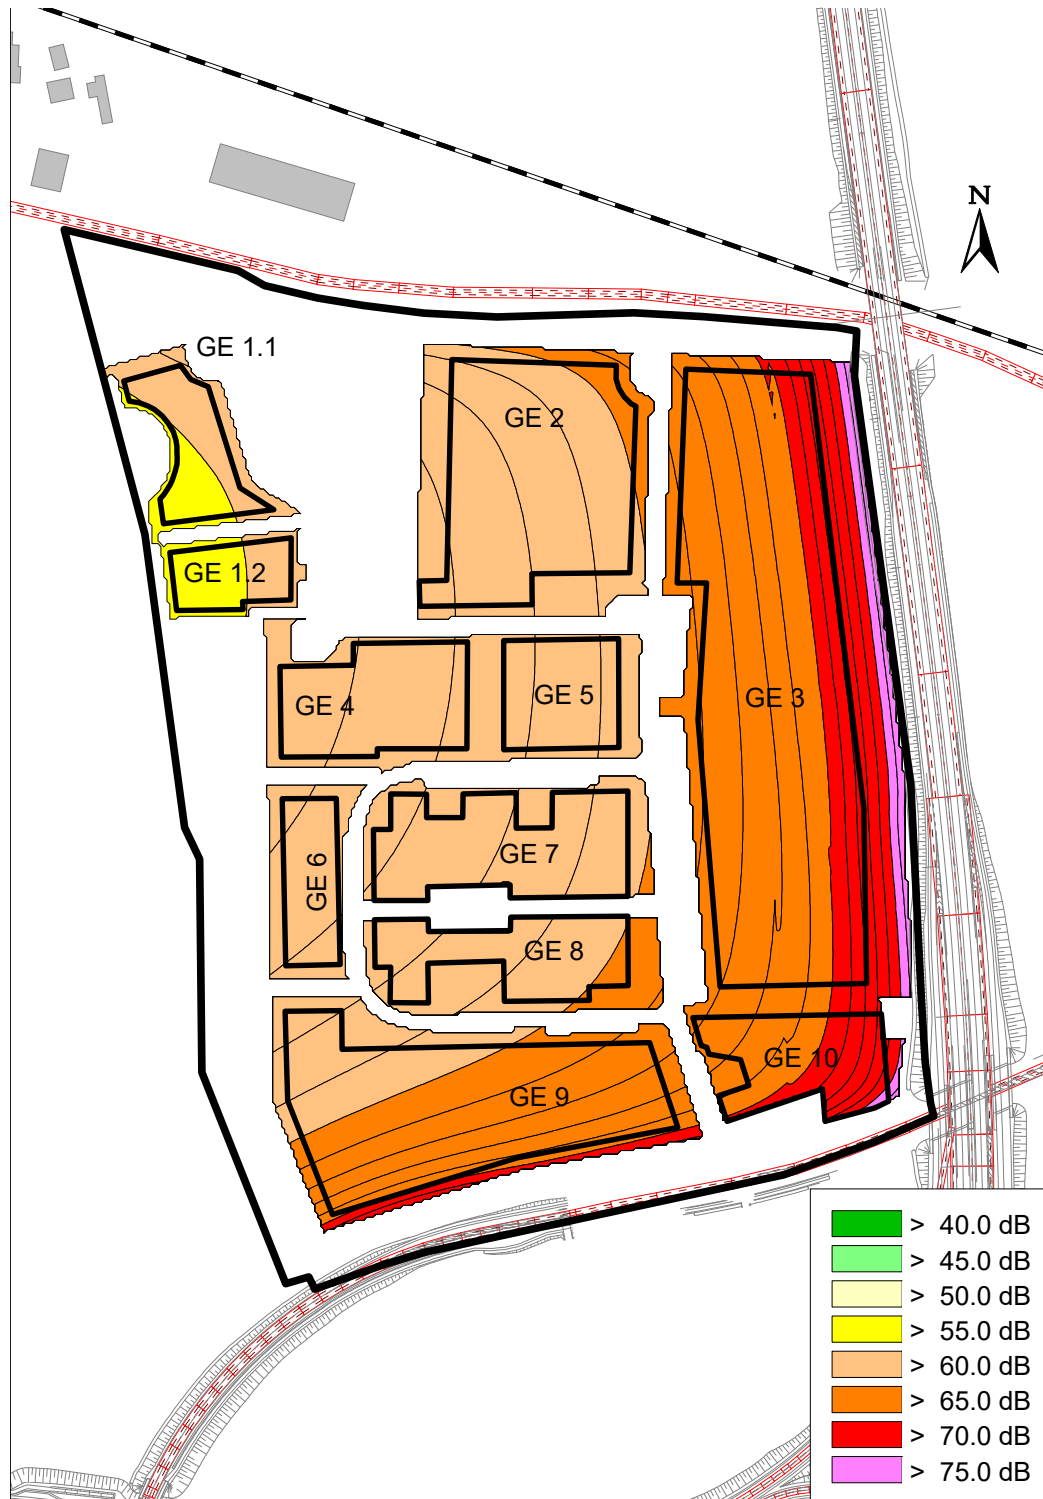 N
GE 1.1
GE 2
GE 1.2
GE 4
GE 5
GE 3
GE 7
GE 6
GE 8
GE 10
GE 9
> 40.0 dB
> 45.0 dB
> 50.0 dB
> 55.0 dB
> 60.0 dB
> 65.0 dB
> 70.0 dB
> 75.0 dB